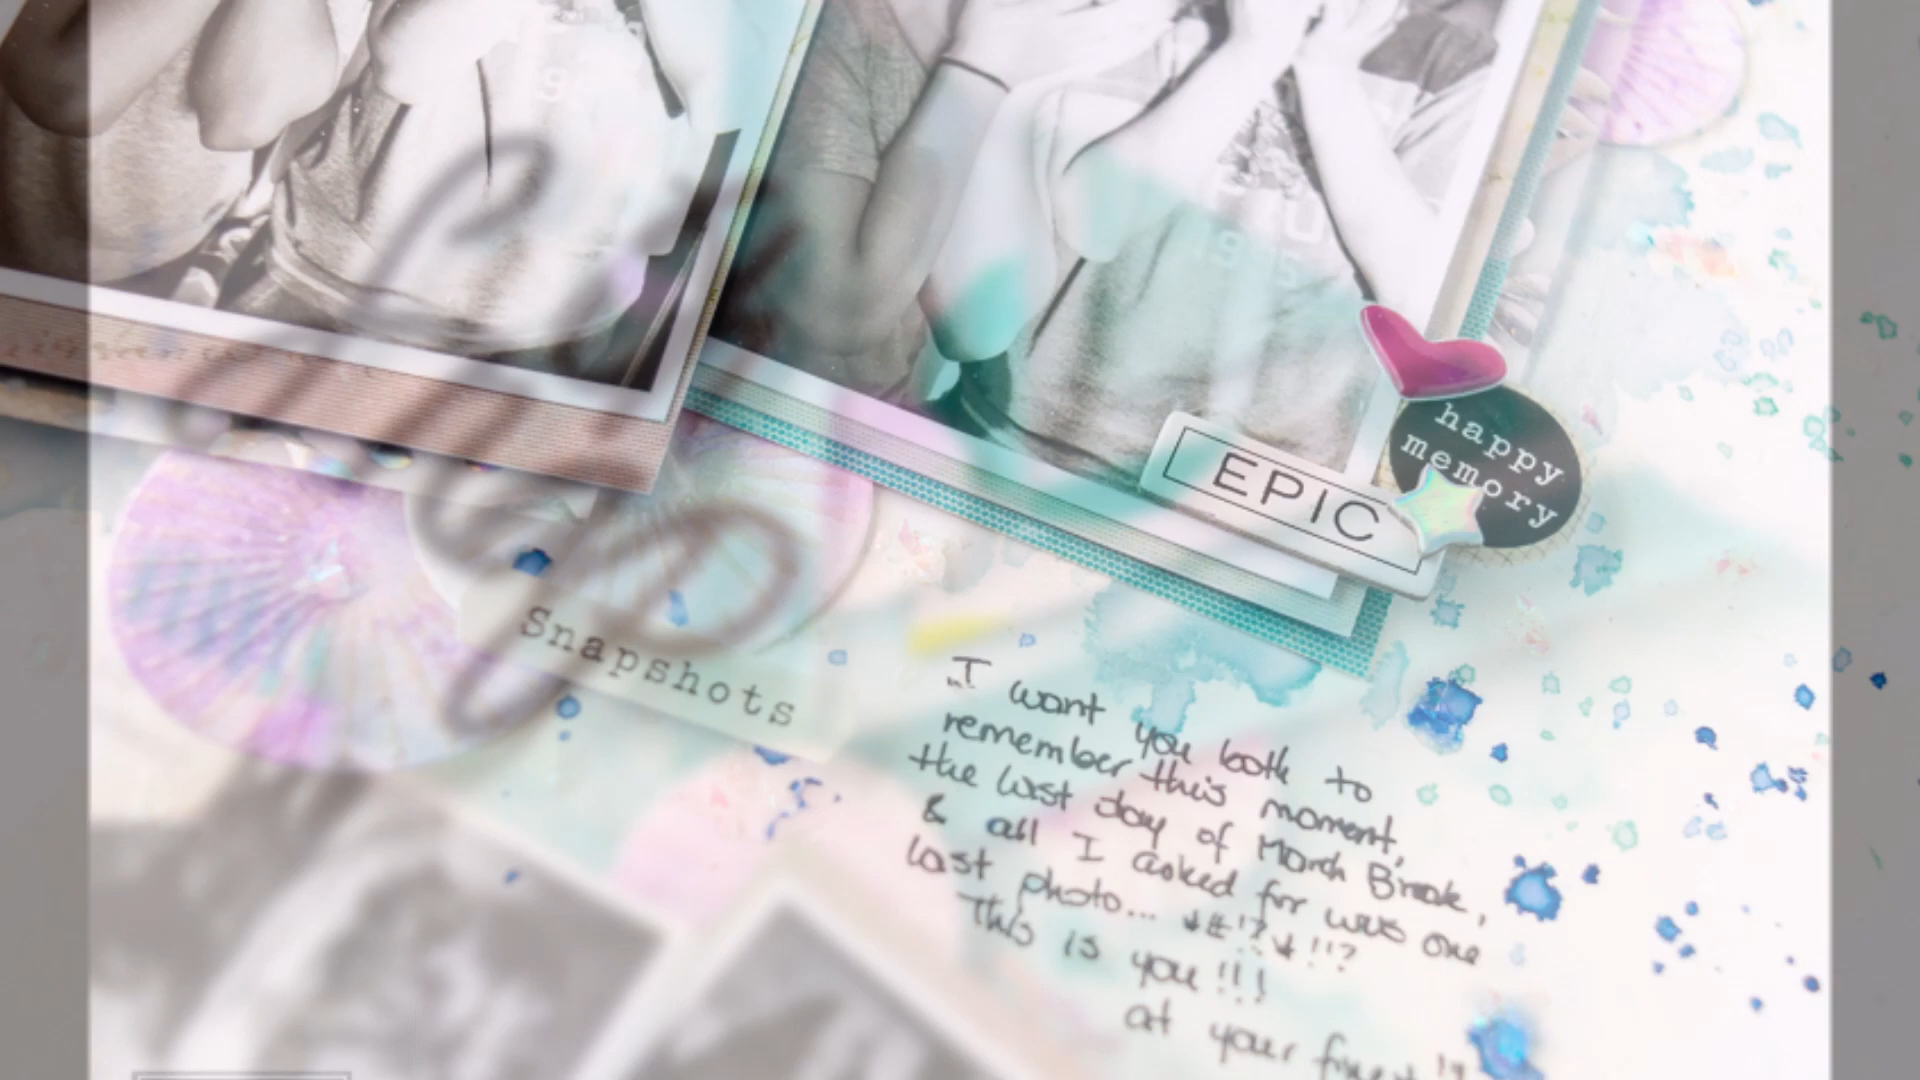 EPIC
happy
memory
Snapshots
I want you both to
remember this moment,
the last day of March Break,
& all I asked for was one
last photo... !?!!?
This is you!!!
at your finest!!